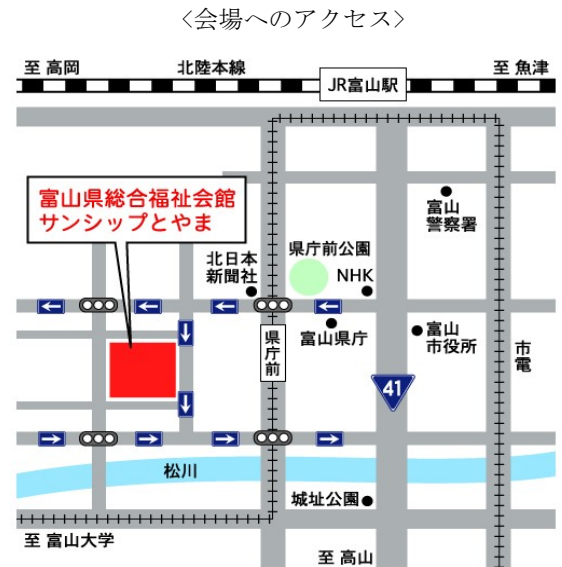 〈会場へのアクセス〉
至 高岡
北陸本線
至 魚津
JR富山駅
富山県総合福祉会館
サンシップとやま
富山
警察署
北日本
新聞社
県庁前公園
NHK
富山県庁
富山
市役所
県庁前
市電
41
松川
城址公園
至 富山大学
至 高山